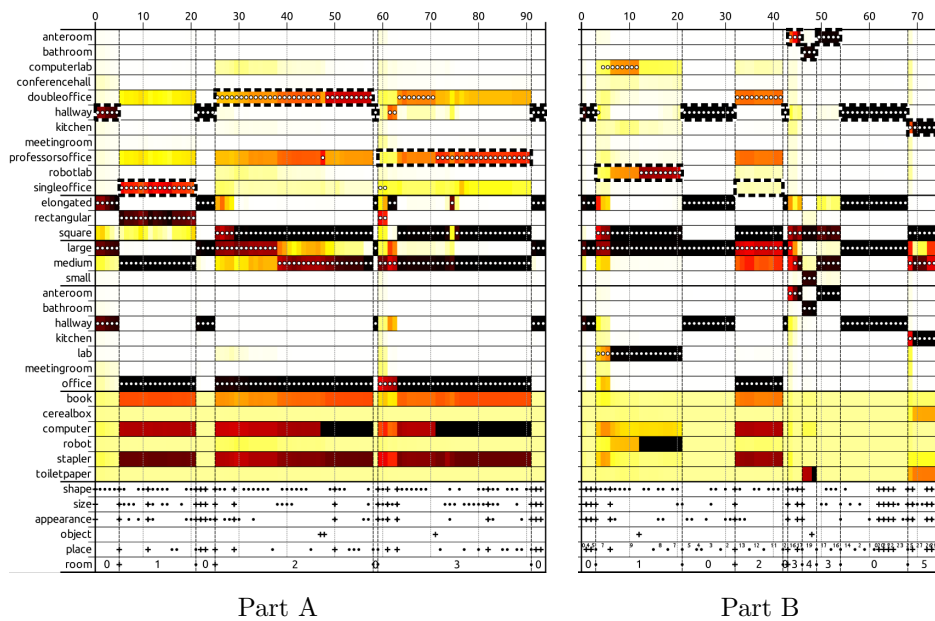 0 10 20 30 40 50 60 70 80 90 0 10 20 30 40 50 60 70
anteroom
bathroom
computerlab
conferencehall
doubleoffice
hallway
kitchen
meetingroom
professorsoffice
robotlab
singleoffice
elongated
rectangular
square
large
medium
small
anteroom
bathroom
hallway
kitchen
lab
meetingroom
office
book
cerealbox
computer
robot
stapler
toiletpaper
shape
size
appearance
object
place
room 0 1 0 2 0 3 0 0 1 0 2 0 3 4 3 0 5
Part A Part B